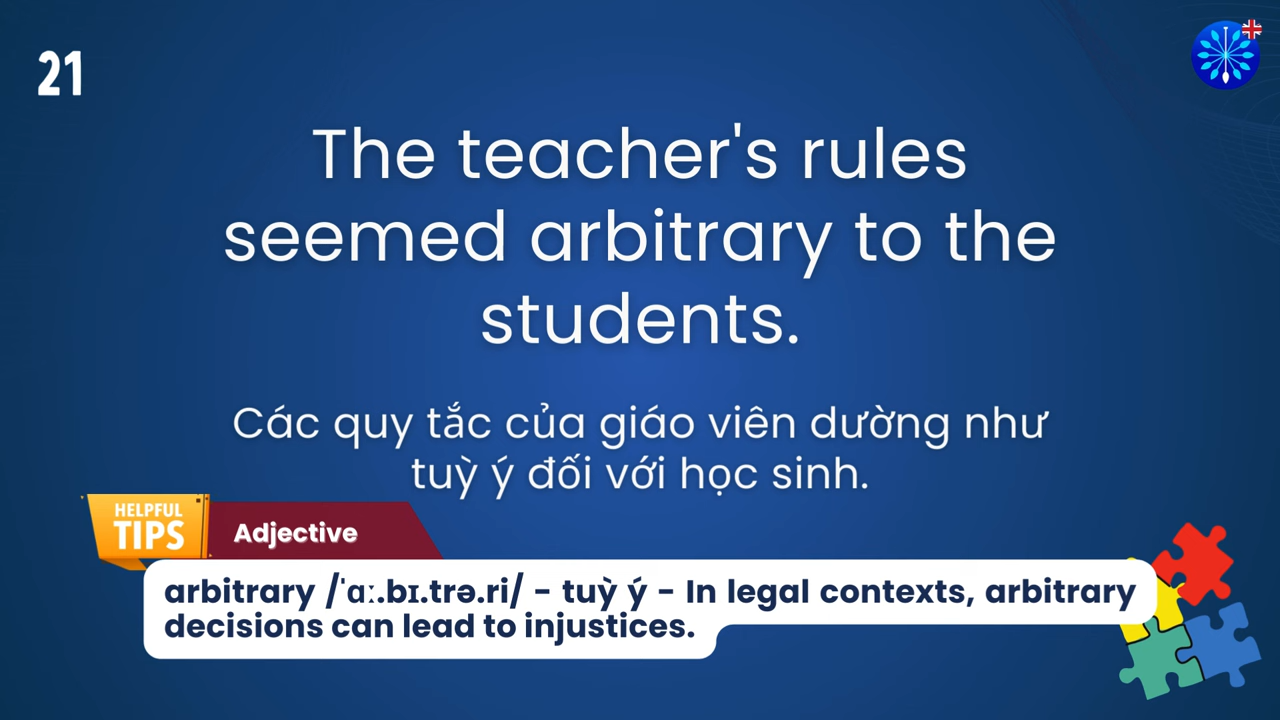 21
The teacher's rules
seemed arbitrary to the
students.
Các quy tắc của giáo viên dường như
tuỳ ý đối với học sinh.
HELPFUL
TIPS
Adjective
arbitrary /ˈɑː.bɪ.trə.ri/ - tuỳ ý - In legal contexts, arbitrary
decisions can lead to injustices.